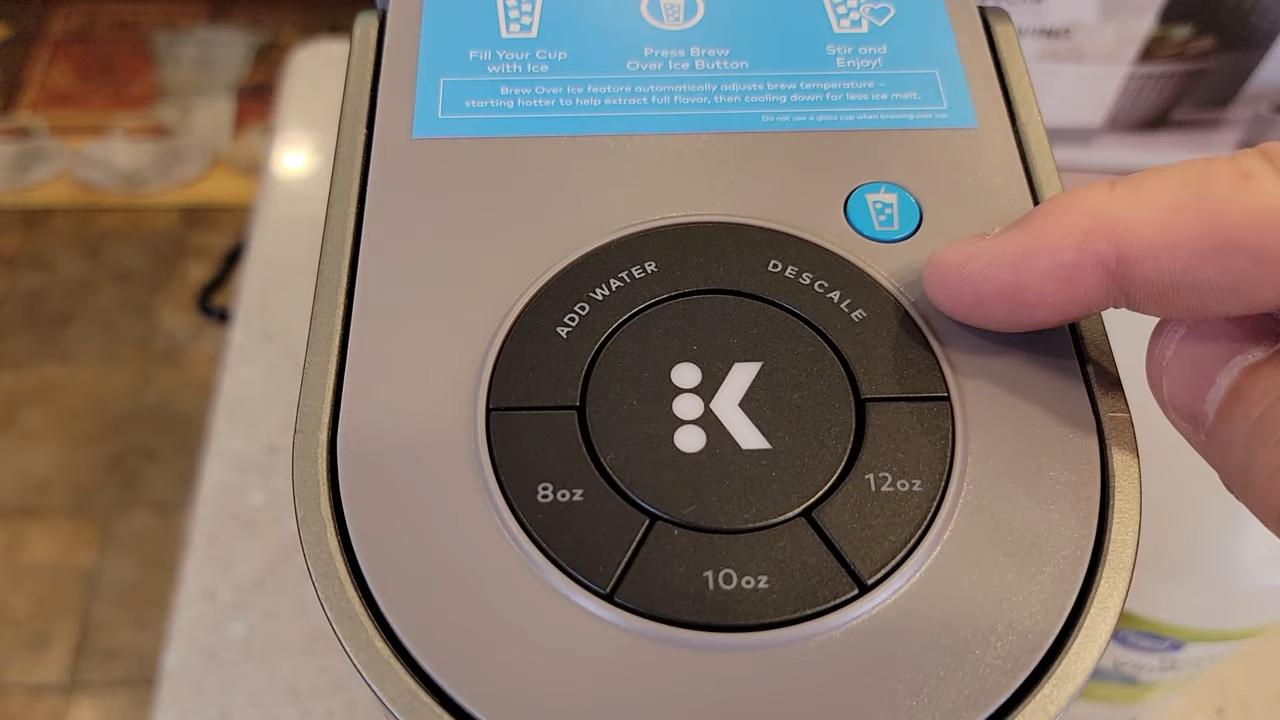 Fill Your Cup
with Ice
Press Brew
Over Ice Button
Stir and
Enjoy!
Brew Over Ice feature automatically adjusts brew temperature –
starting hotter to help extract full flavor, then cooling down for less ice melt.
Do not use a glass cup when brewing over ice.
ADD WATER
DESCALE
K
8oz
12oz
10oz